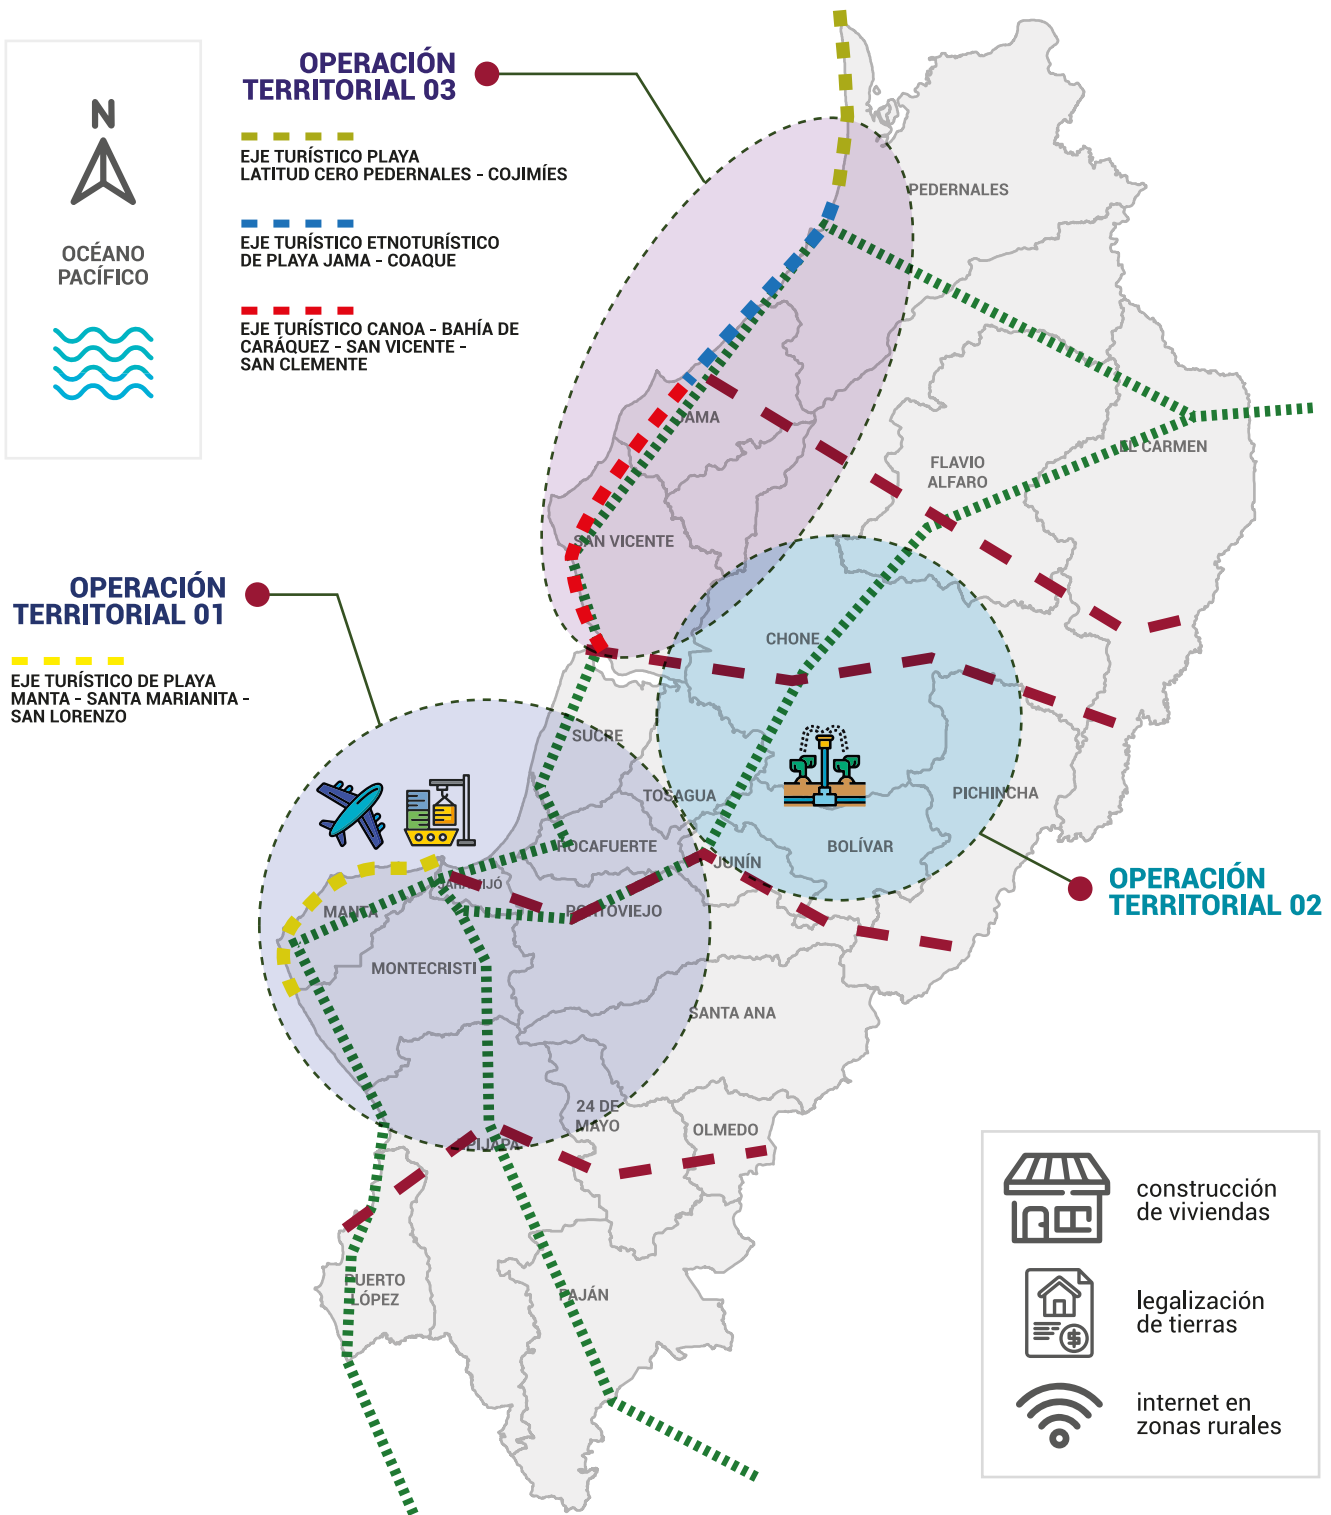 N
OCÉANO
PACÍFICO
OPERACIÓN
TERRITORIAL 03
EJE TURÍSTICO PLAYA
LATITUD CERO PEDERNALES - COJIMÍES
EJE TURÍSTICO ETNOTURÍSTICO
DE PLAYA JAMA - COAQUE
EJE TURÍSTICO CANOA - BAHÍA DE
CARÁQUEZ - SAN VICENTE -
SAN CLEMENTE
OPERACIÓN
TERRITORIAL 01
EJE TURÍSTICO DE PLAYA
MANTA - SANTA MARIANITA -
SAN LORENZO
PEDERNALES
JAMA
FLAVIO
ALFARO
EL CARMEN
SAN VICENTE
CHONE
SUCRE
TOSAGUA
PICHINCHA
ROCAFUERTE
JUNÍN
BOLÍVAR
MANTA
PORTOVIEJO
MONTECRISTI
SANTA ANA
24 DE
MAYO
OLMEDO
PUERTO
LÓPEZ
PAJÁN
OPERACIÓN
TERRITORIAL 02
construcción
de viviendas
legalización
de tierras
internet en
zonas rurales
$